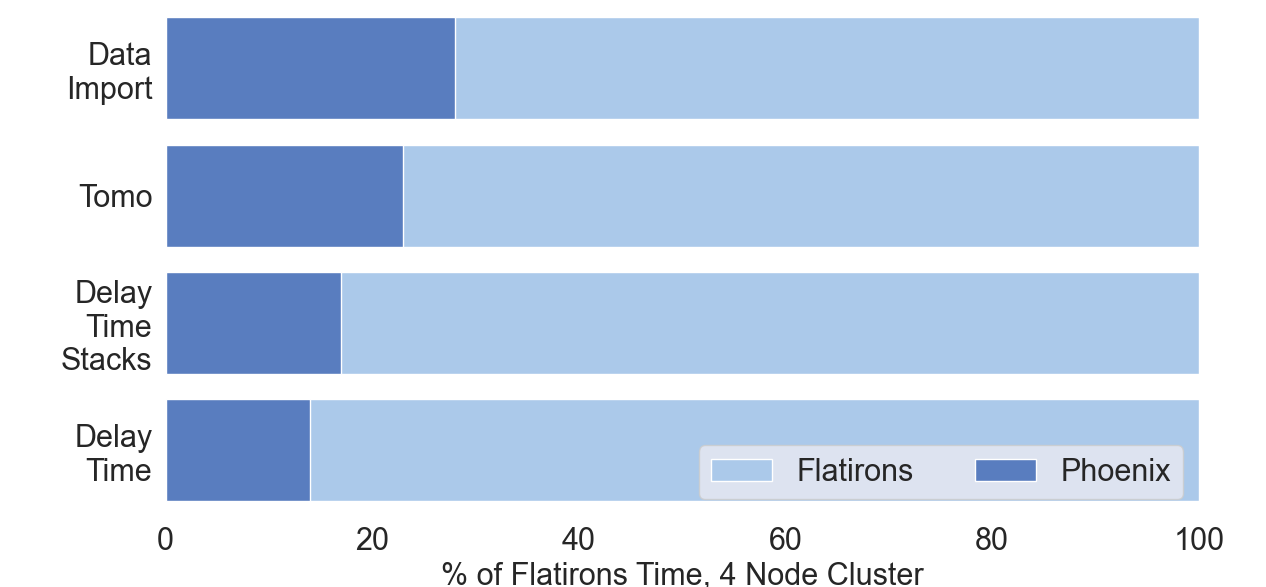 Data
Import
Tomo
Delay
Time
Stacks
Delay
Time
Flatirons
Phoenix
0 20 40 60 80 100
% of Flatirons Time, 4 Node Cluster